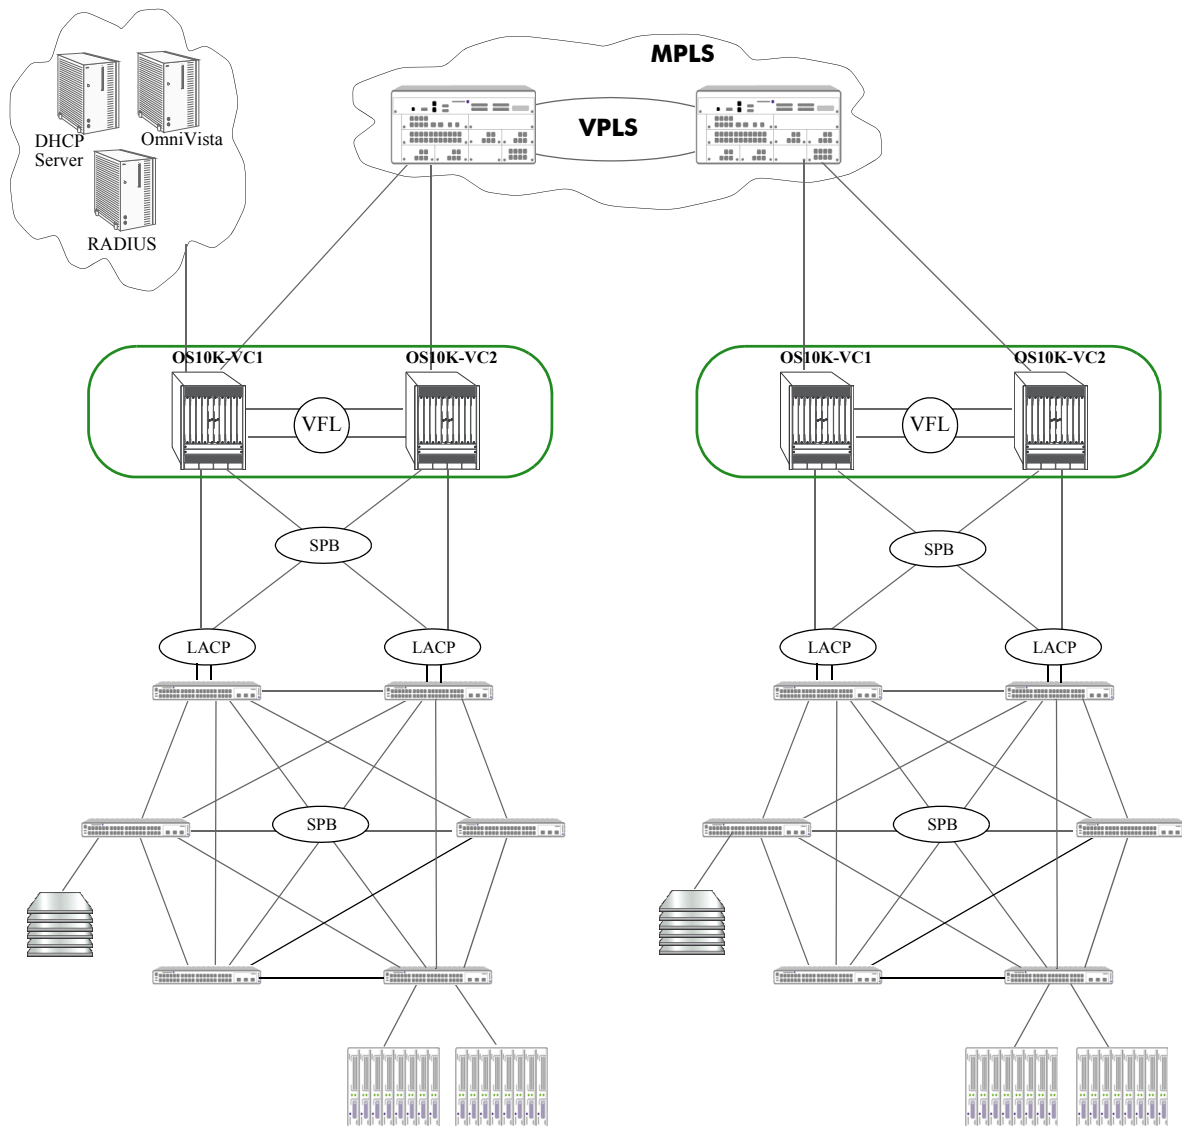 MPLS
DHCP
Server
OmniVista
RADIUS
VPLS
OS10K-VC1
OS10K-VC2
OS10K-VC1
OS10K-VC2
VFL
VFL
SPB
SPB
LACP
LACP
LACP
LACP
SPB
SPB